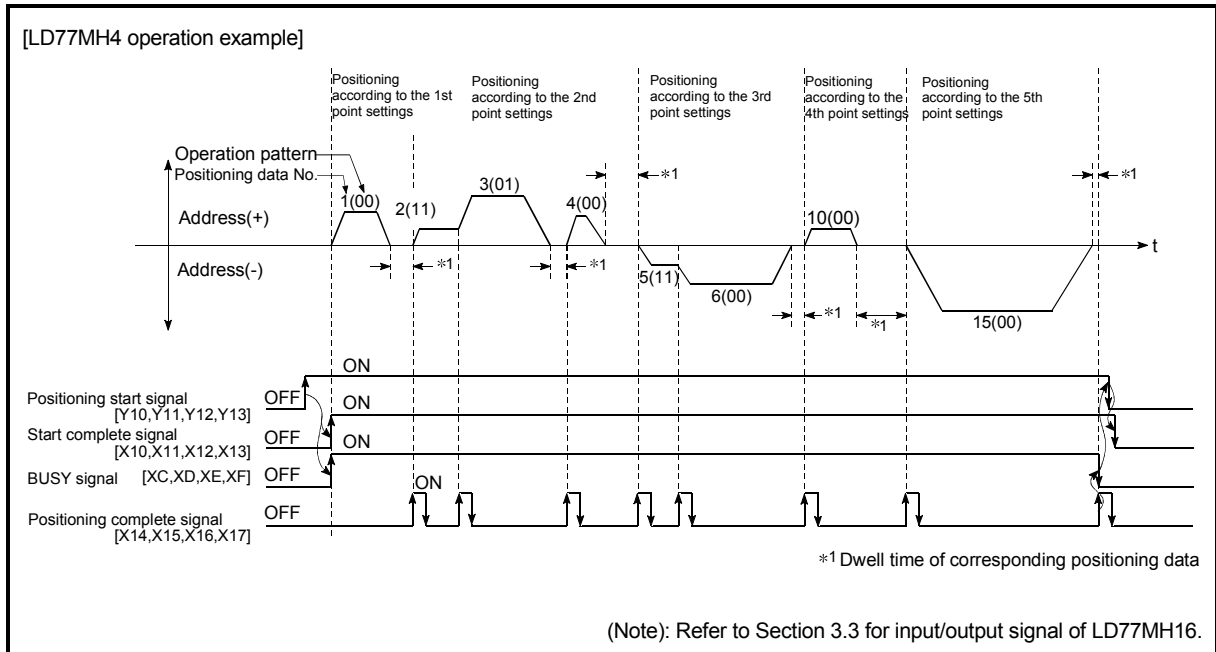 [LD77MH4 operation example]
Positioning
according to the 1st
point settings
Positioning
according to the 2nd
point settings
Positioning
according to the 3rd
point settings
Positioning
according to the
4th point settings
Positioning
according to the 5th
point settings
Operation pattern
Positioning data No.
1(00)
2(11)
3(01)
4(00)
*1
10(00)
*1
Address(+)
t
Address(-)
*1
*1
5(11)
6(00)
*1
*1
15(00)
ON
Positioning start signal
[Y10,Y11,Y12,Y13]
OFF
ON
Start complete signal
[X10,X11,X12,X13]
OFF
ON
BUSY signal [XC,XD,XE,XF]
OFF
ON
Positioning complete signal
[X14,X15,X16,X17]
OFF
*1 Dwell time of corresponding positioning data
(Note): Refer to Section 3.3 for input/output signal of LD77MH16.